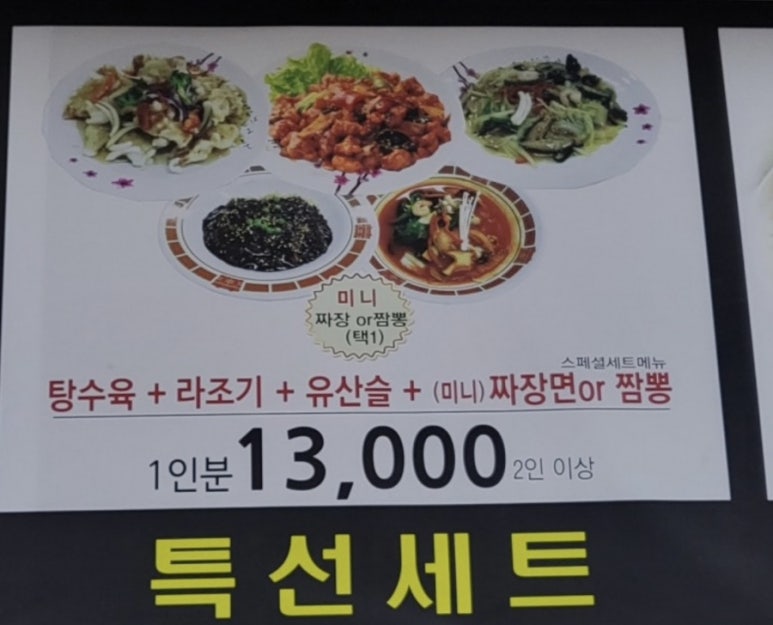 미니
짜장 or짬뽕
(택1)
스페셜세트메뉴
탕수육 + 라조기 + 유산슬 + (미니) 짜장면or 짬뽕
1인분 13,000 2인 이상
특선세트